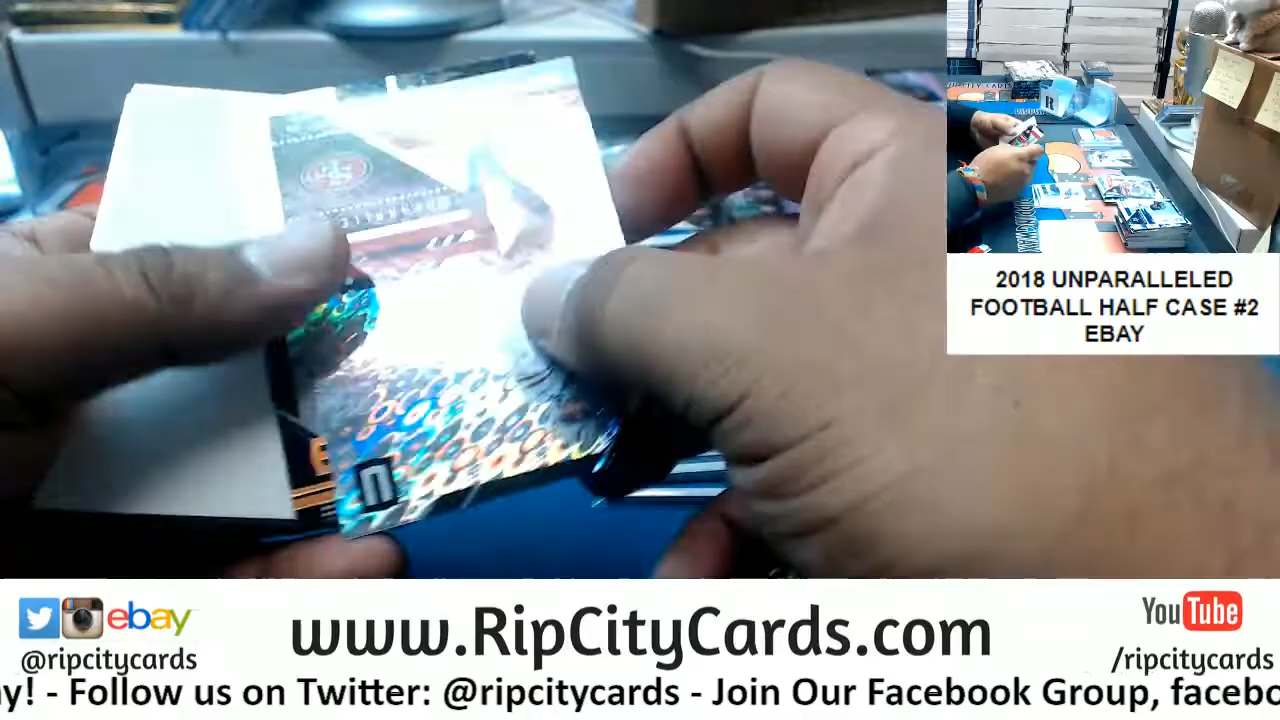 2018 UNPARALLELED
FOOTBALL HALF CASE #2
EBAY
ebay
www.RipCityCards.com
YouTube
@ripcitycards
/ripcitycards
y! - Follow us on Twitter: @ripcitycards - Join Our Facebook Group, facebo